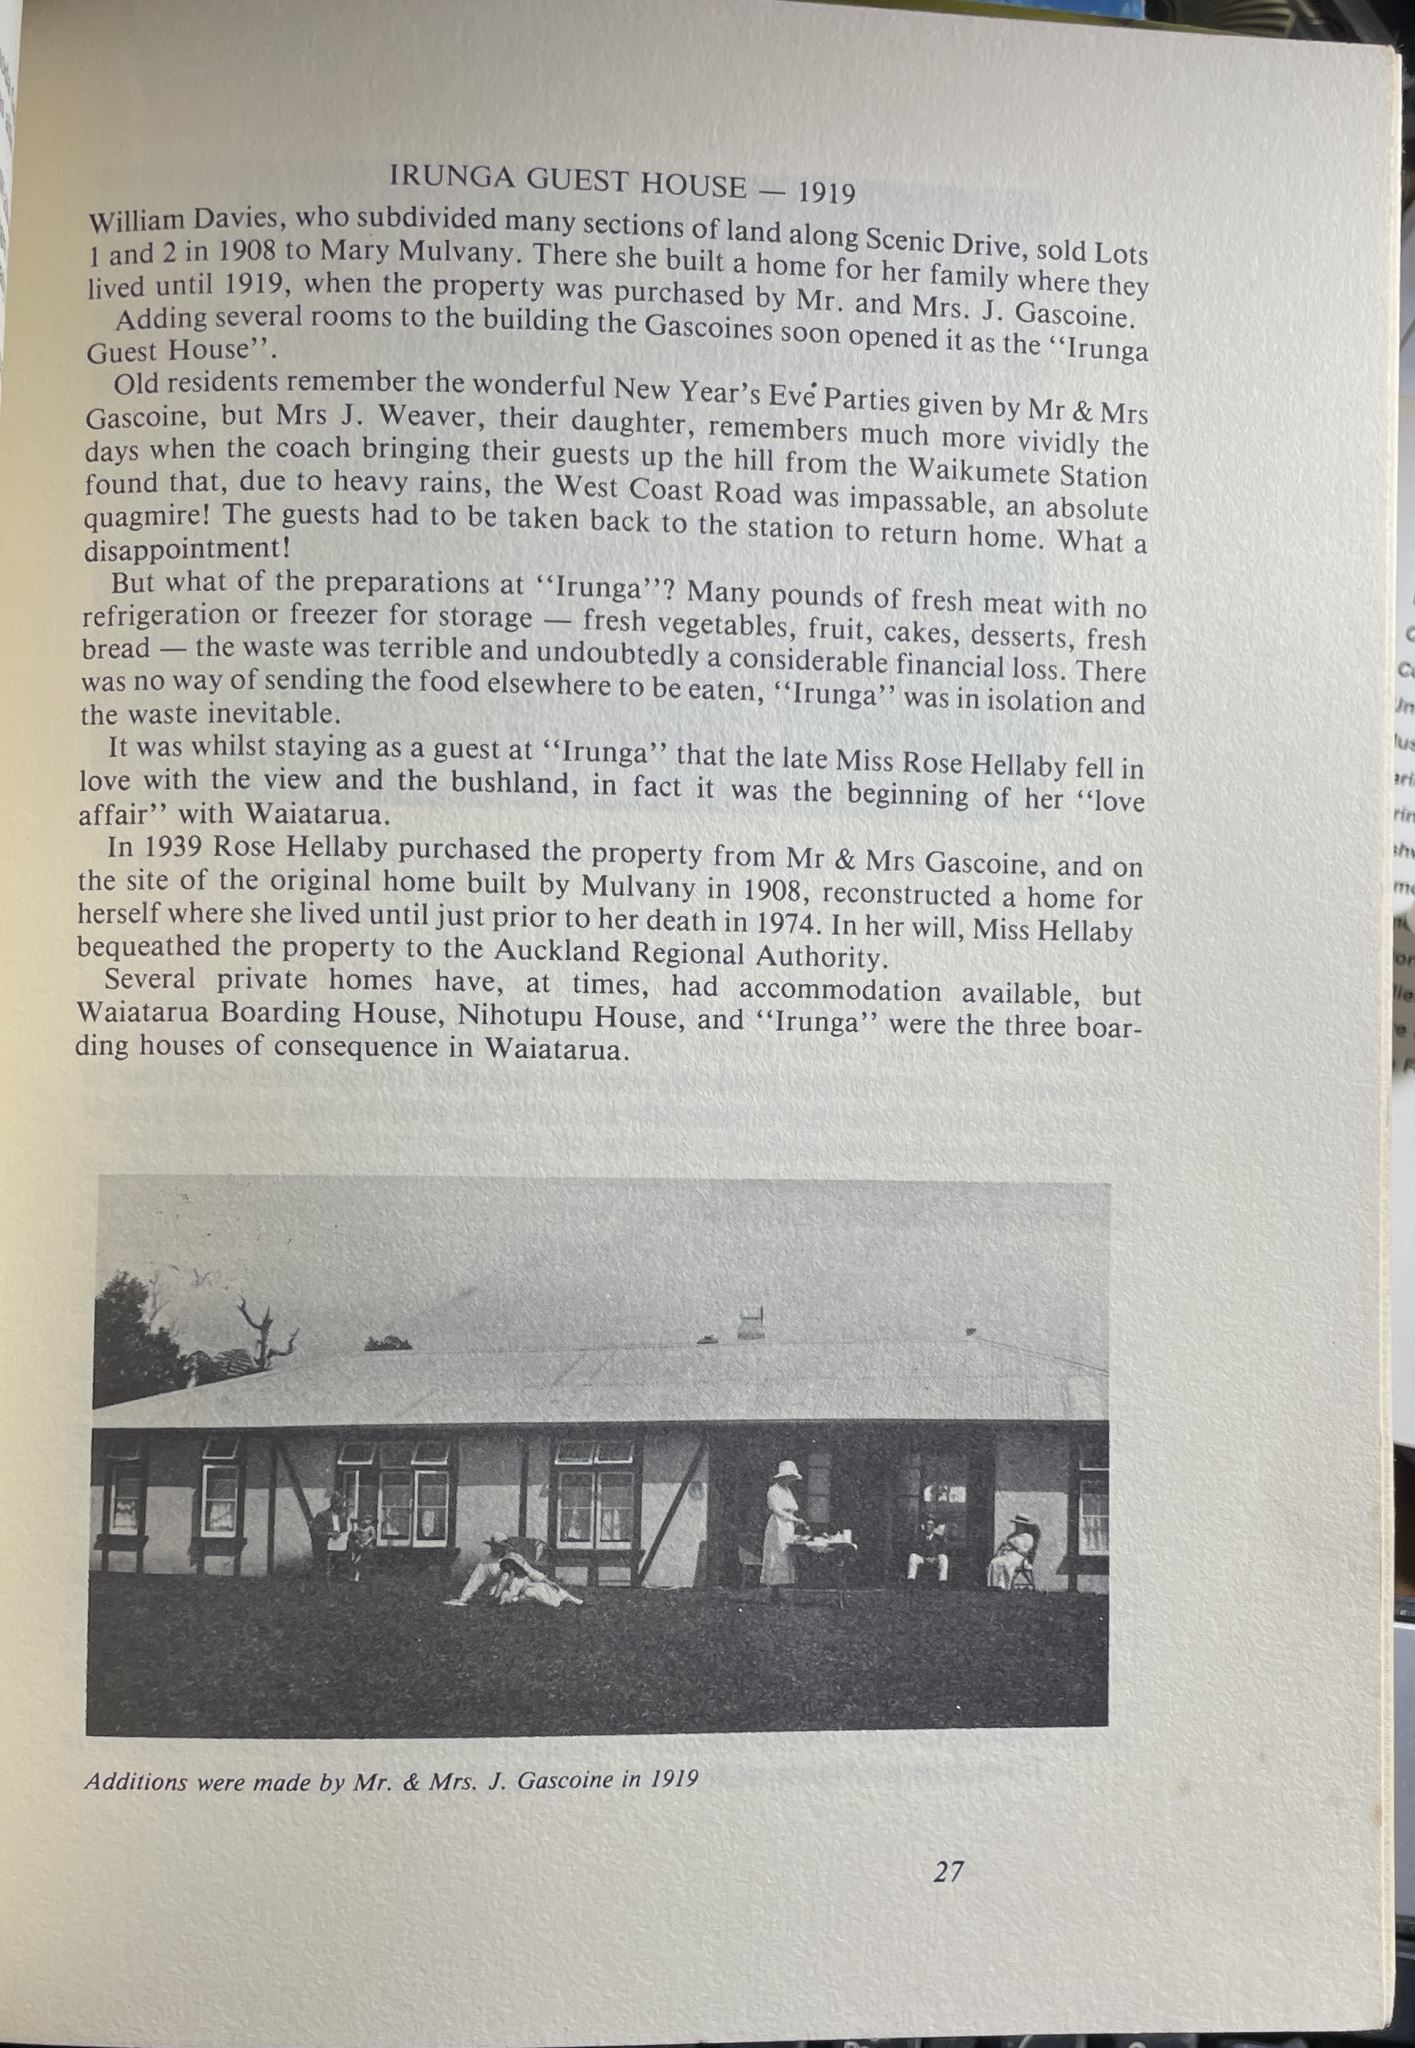 IRUNGA GUEST HOUSE — 1919
William Davies, who subdivided many sections of land along Scenic Drive, sold Lots
1 and 2 in 1908 to Mary Mulvany. There she built a home for her family where they
lived until 1919, when the property was purchased by Mr. and Mrs. J. Gascoine.
Adding several rooms to the building the Gascoines soon opened it as the “Irunga
Guest House”.
Old residents remember the wonderful New Year’s Eve Parties given by Mr & Mrs
Gascoine, but Mrs J. Weaver, their daughter, remembers much more vividly the
days when the coach bringing their guests up the hill from the Waikumete Station
found that, due to heavy rains, the West Coast Road was impassable, an absolute
quagmire! The guests had to be taken back to the station to return home. What a
disappointment!
But what of the preparations at “Irunga”? Many pounds of fresh meat with no
refrigeration or freezer for storage — fresh vegetables, fruit, cakes, desserts, fresh
bread — the waste was terrible and undoubtedly a considerable financial loss. There
was no way of sending the food elsewhere to be eaten, “Irunga” was in isolation and
the waste inevitable.
It was whilst staying as a guest at “Irunga” that the late Miss Rose Hellaby fell in
love with the view and the bushland, in fact it was the beginning of her “love
affair” with Waiatarua.
In 1939 Rose Hellaby purchased the property from Mr & Mrs Gascoine, and on
the site of the original home built by Mulvany in 1908, reconstructed a home for
herself where she lived until just prior to her death in 1974. In her will, Miss Hellaby
bequeathed the property to the Auckland Regional Authority.
Several private homes have, at times, had accommodation available, but
Waiatarua Boarding House, Nihotupu House, and “Irunga” were the three boar-
ding houses of consequence in Waiatarua.
Additions were made by Mr. & Mrs. J. Gascoine in 1919
27